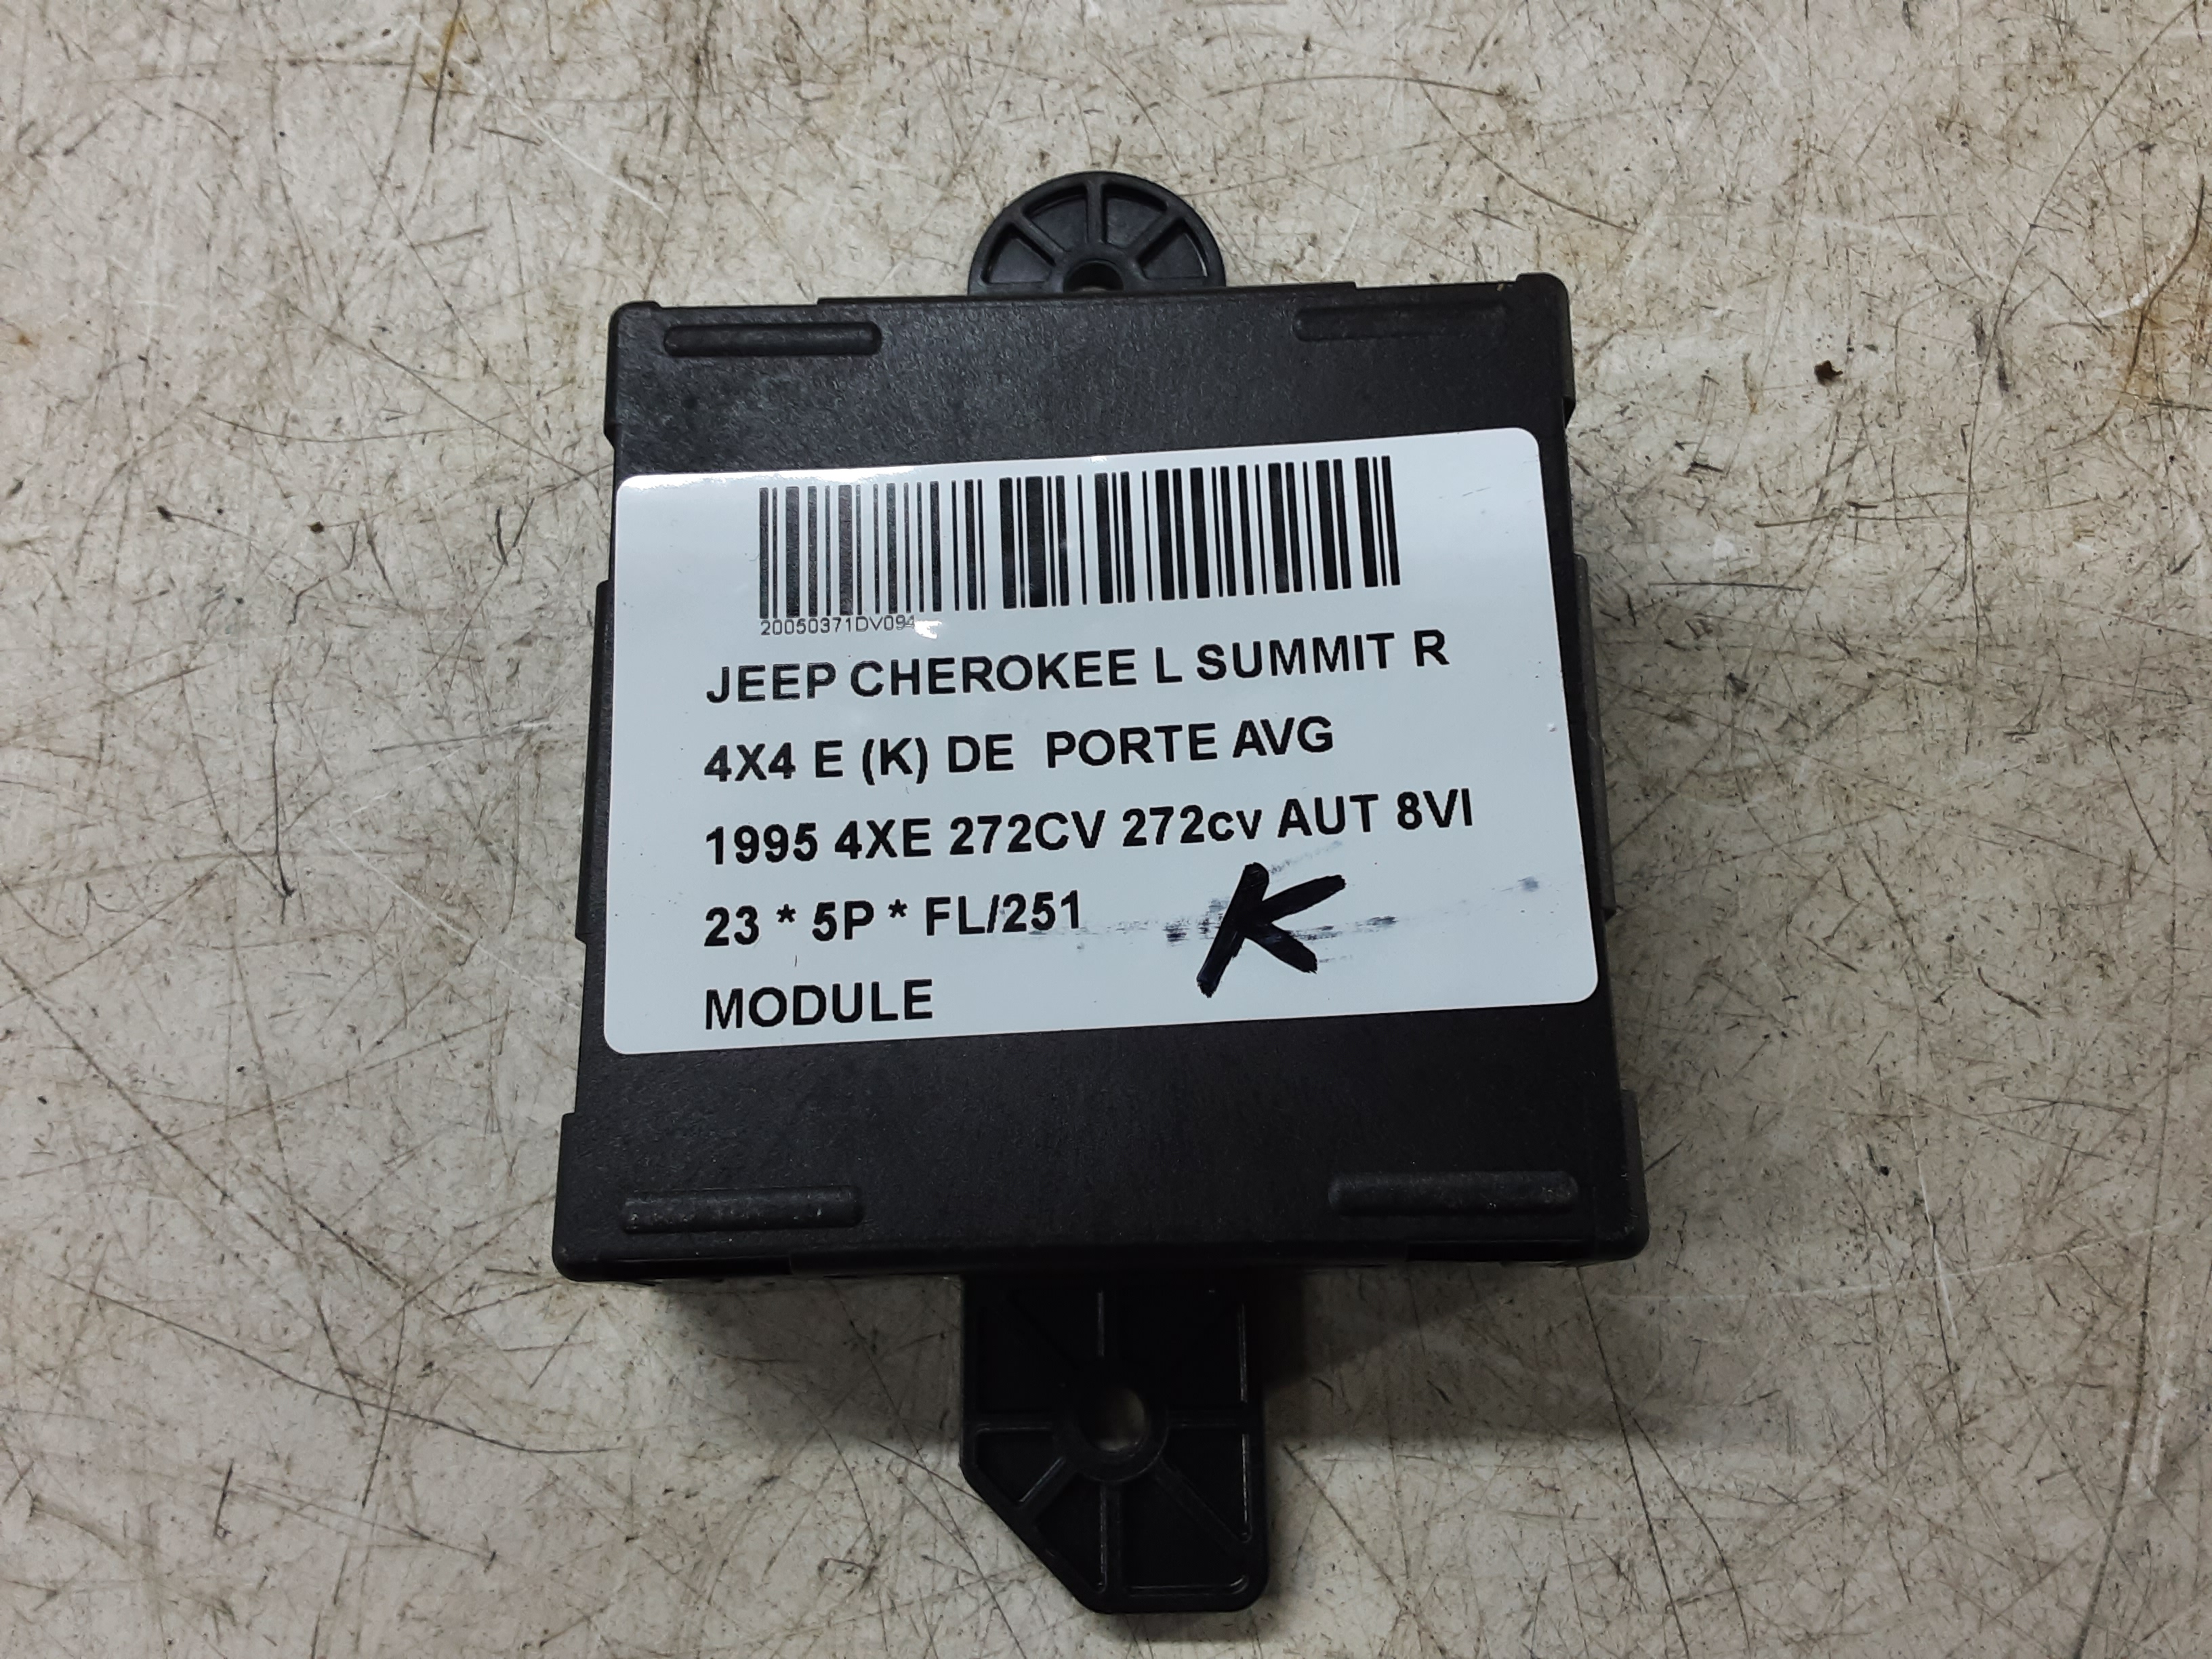 20050371DV094
JEEP CHEROKEE L SUMMIT R
4X4 E (K) DE PORTE AVG
1995 4XE 272CV 272cv AUT 8VI
23 * 5P * FL/251
K
MODULE